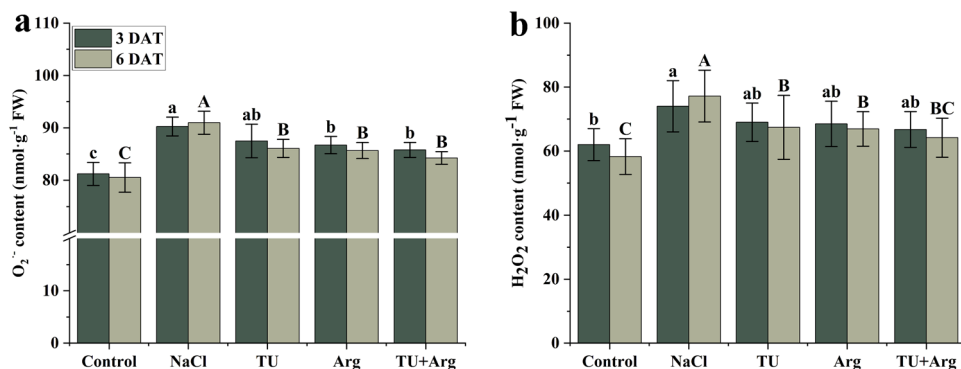 a
O₂·⁻ content (nmol·g⁻¹ FW)
110
100
90
80
10
0
3 DAT
6 DAT
c C a A ab B b B b B
Control NaCl TU Arg TU+Arg
b
H₂O₂ content (nmol·g⁻¹ FW)
100
80
60
40
20
0
b C a A ab B ab B ab BC
Control NaCl TU Arg TU+Arg